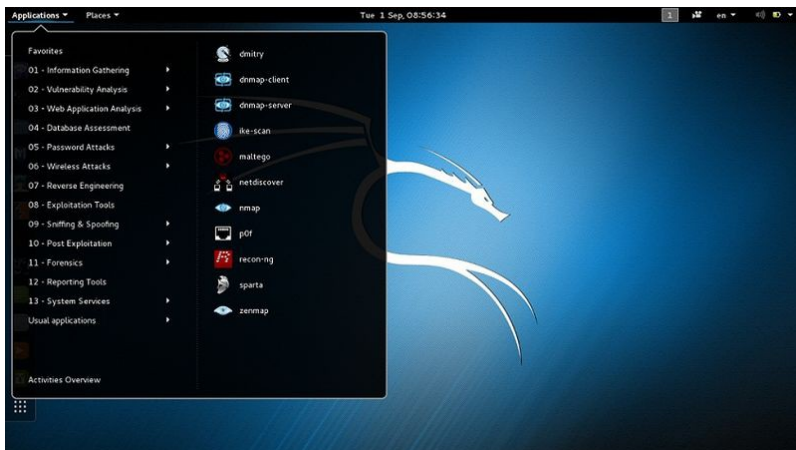 Applications Places Tue 1 Sep, 08:56:34 1 en
Favorites
01 - Information Gathering
02 - Vulnerability Analysis
03 - Web Application Analysis
04 - Database Assessment
05 - Password Attacks
06 - Wireless Attacks
07 - Reverse Engineering
08 - Exploitation Tools
09 - Sniffing & Spoofing
10 - Post Exploitation
11 - Forensics
12 - Reporting Tools
13 - System Services
Usual applications
Activities Overview
dmitry
dnmap-client
dnmap-server
ike-scan
maltego
netdiscover
nmap
p0f
recon-ng
sparta
zenmap